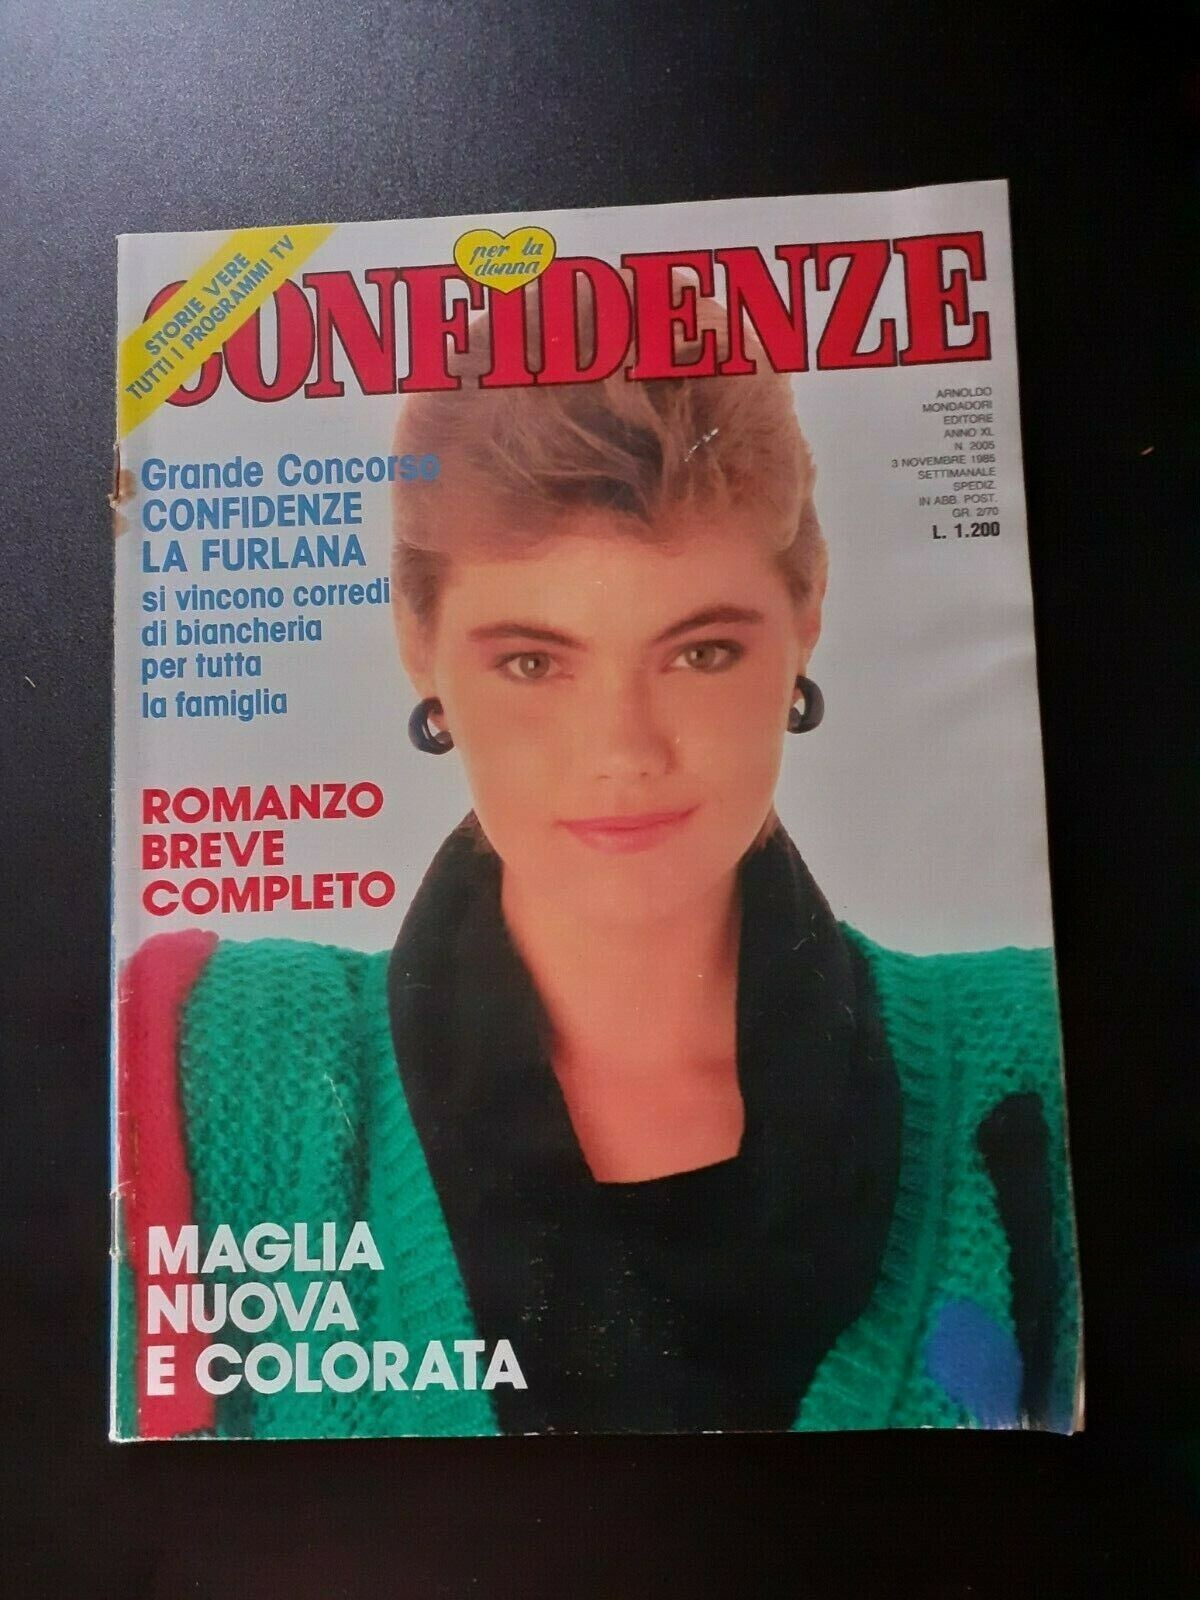 STORIE VERE
TUTTI I PROGRAMMI TV
per la
donna
CONFIDENZE
ARNOLDO
MONDADORI
EDITORE
ANNO XL
N. 2005
3 NOVEMBRE 1985
SETTIMANALE
SPEDIZ.
IN ABB. POST.
GR. 2/70
L. 1.200
Grande Concorso
CONFIDENZE
LA FURLANA
si vincono corredi
di biancheria
per tutta
la famiglia
ROMANZO
BREVE
COMPLETO
MAGLIA
NUOVA
E COLORATA